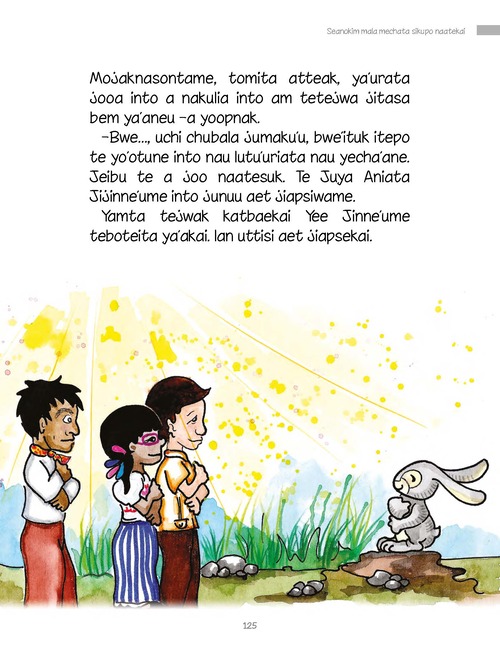 Seanokim mala mechata sikupo naatekai
Mojaknasontame, tomita atteak, ya'urata
jooa into a nakulia into am tetejwa jitasa
bem ya'aneu –a yoopnak.
–Bwe..., uchi chubala jumaku'u, bwe'ituk itepo
te yo'otune into nau lutu'uriata nau yecha'ane.
Jeibu te a joo naatesuk. Te Juya Aniata
Jijinne'ume into junuu aet jiapsiwame.
Yamta tejwak katbaekai Yee Jinne'ume
teboteita ya'akai. Ian uttisi aet jiapsekai.
125